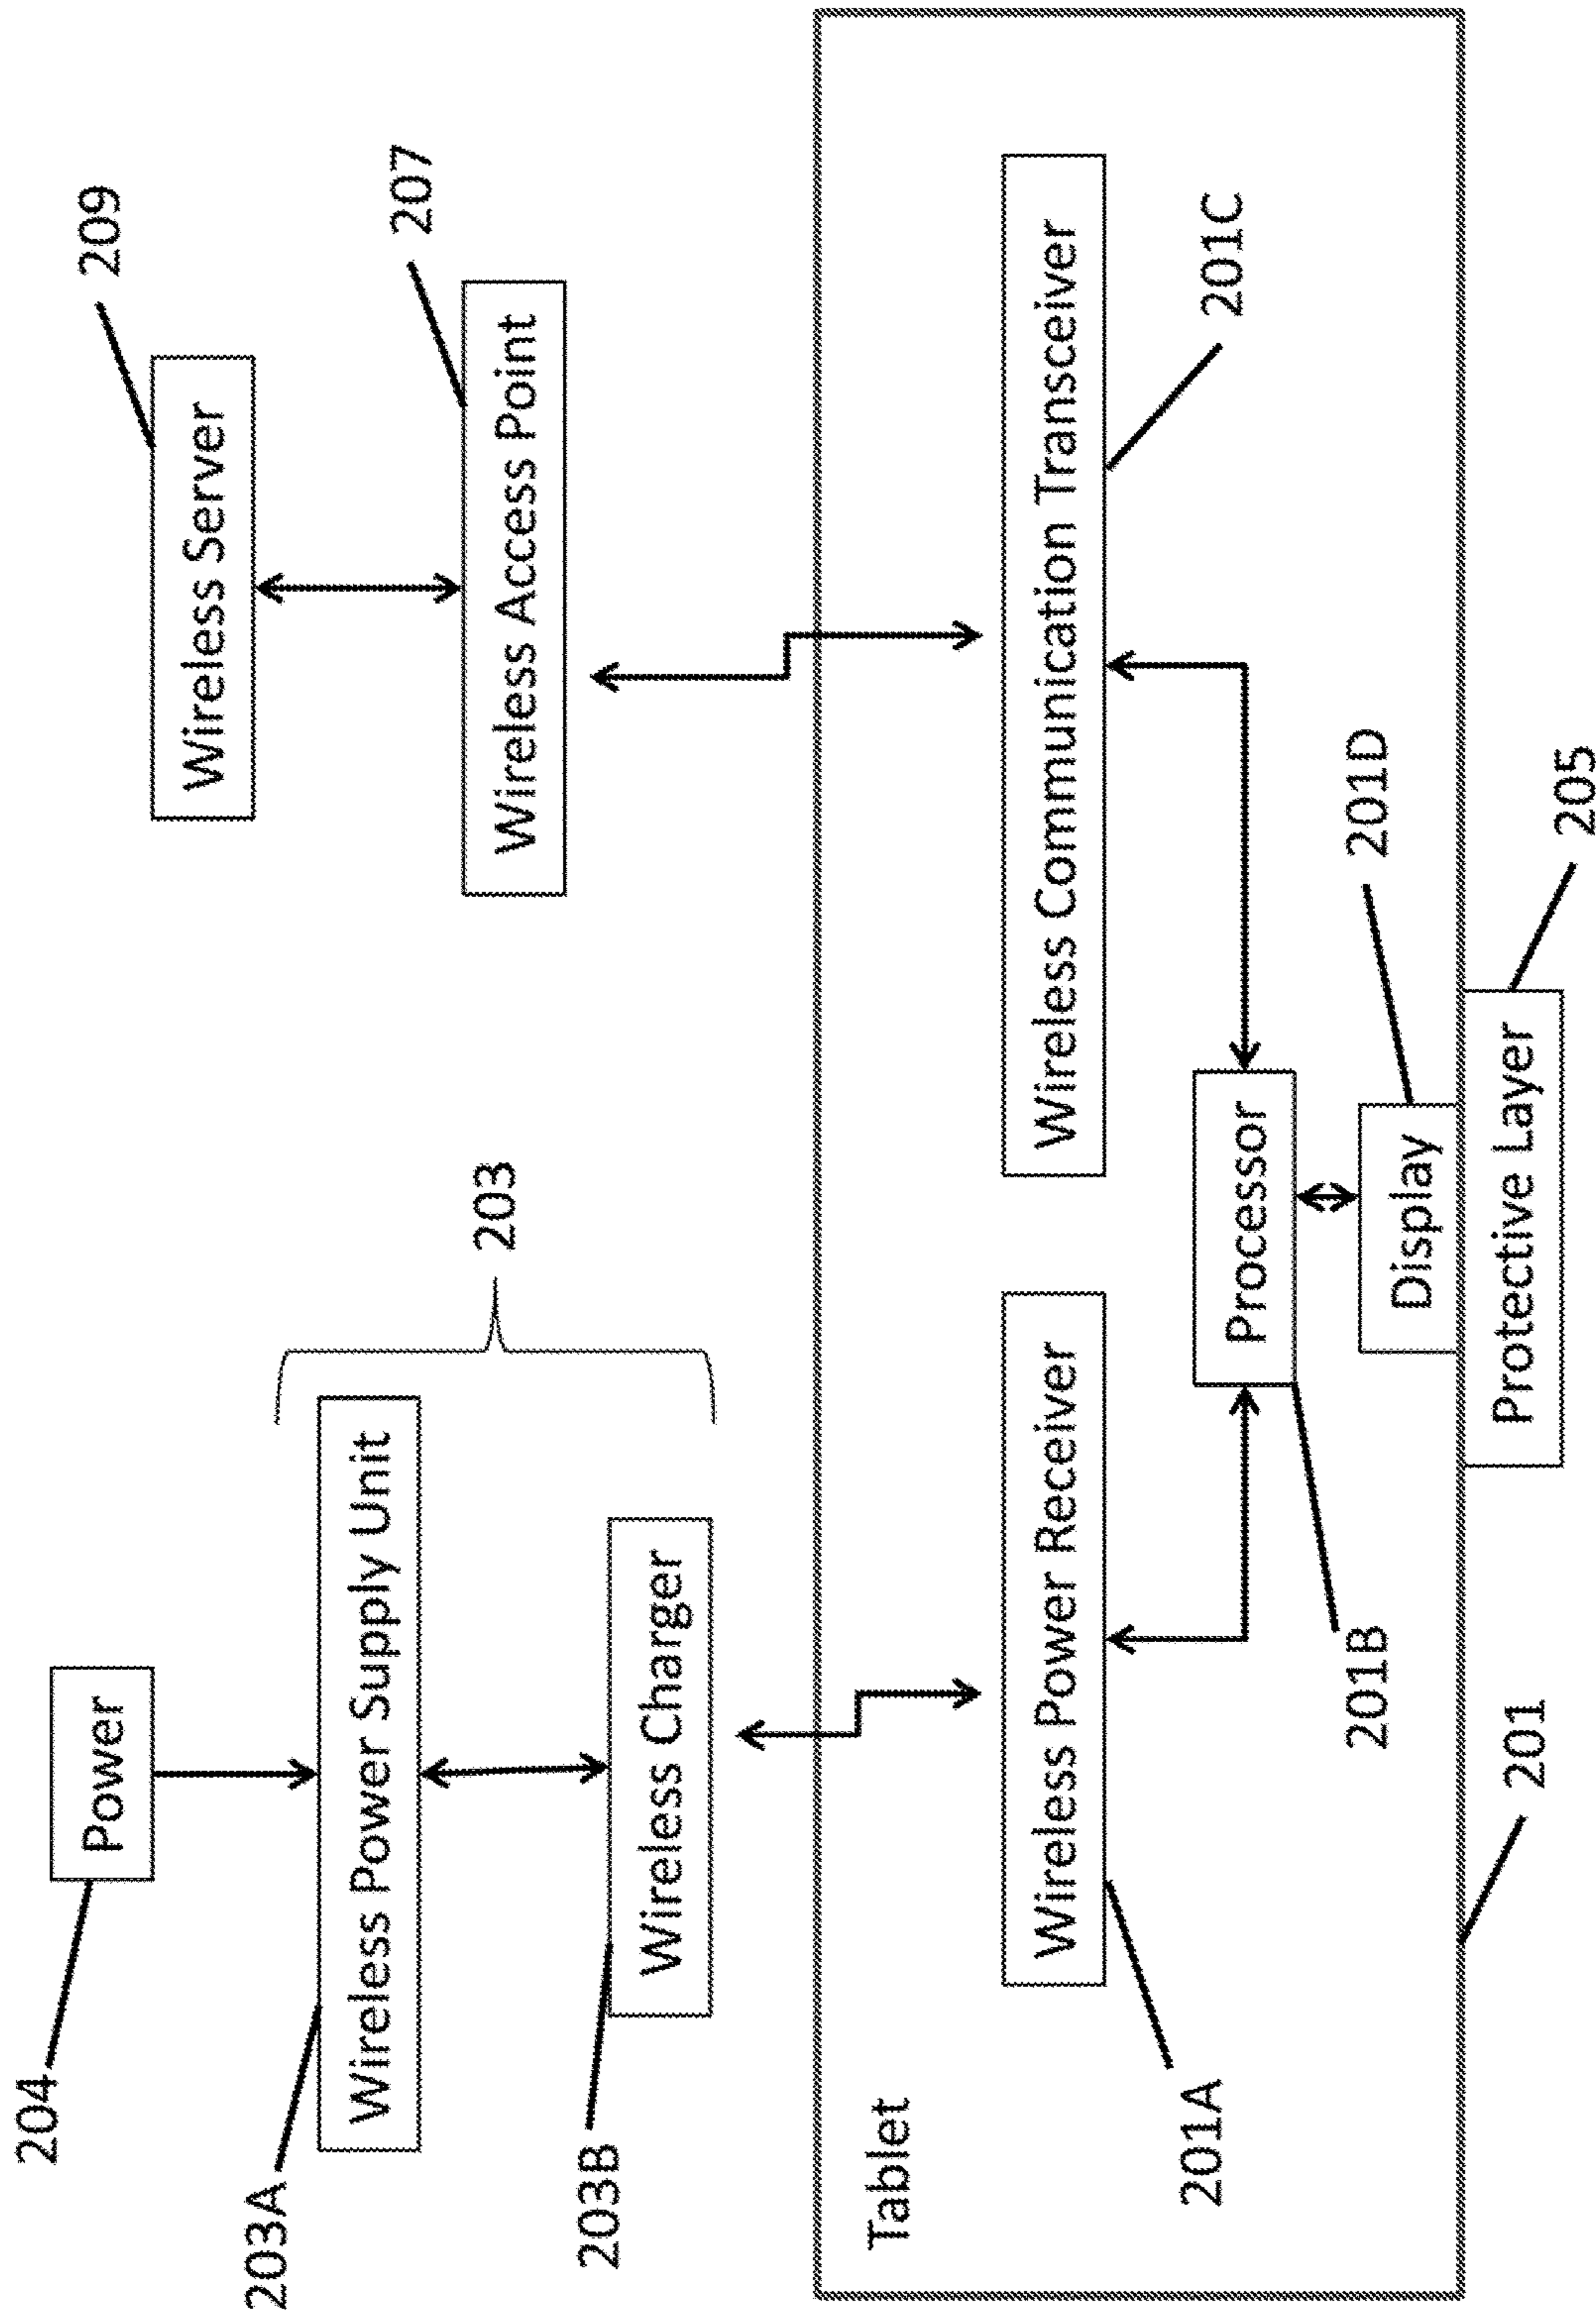 204
Power
209
Wireless Server
203A
Wireless Power Supply Unit
203
207
Wireless Access Point
203B
Wireless Charger
Tablet
Wireless Power Receiver
Wireless Communication Transceiver
201A
201C
Processor
201B
201D
Display
Protective Layer
201
205